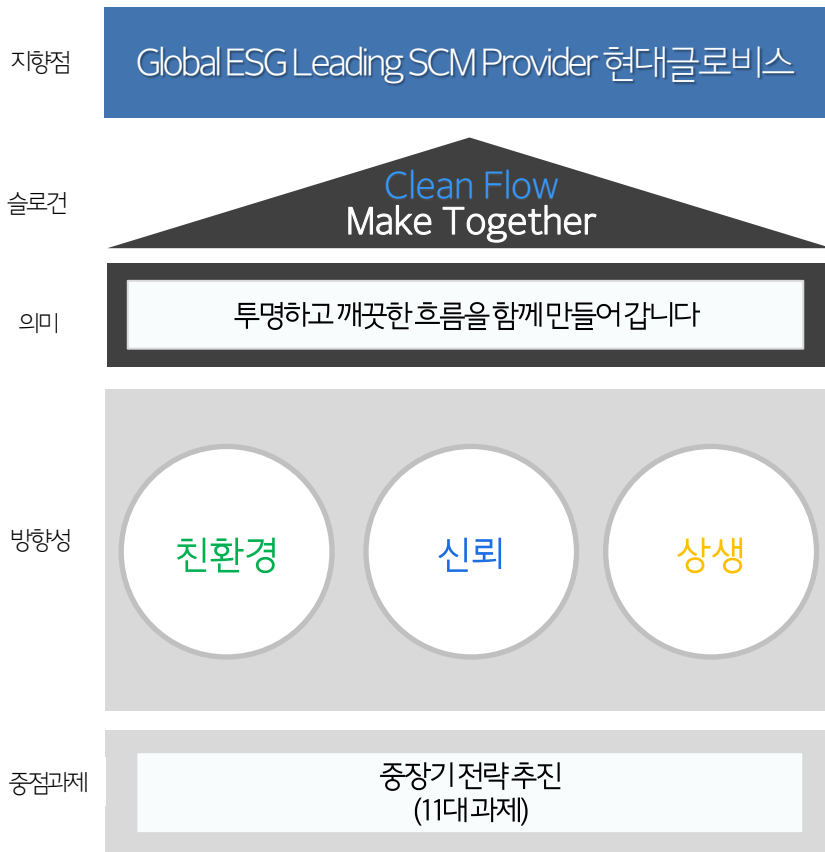 지향점
Global ESG Leading SCM Provider 현대글로비스
슬로건
Clean Flow
Make Together
의미
투명하고 깨끗한 흐름을 함께 만들어 갑니다
방향성
친환경
신뢰
상생
중점과제
중장기 전략 추진
(11대 과제)